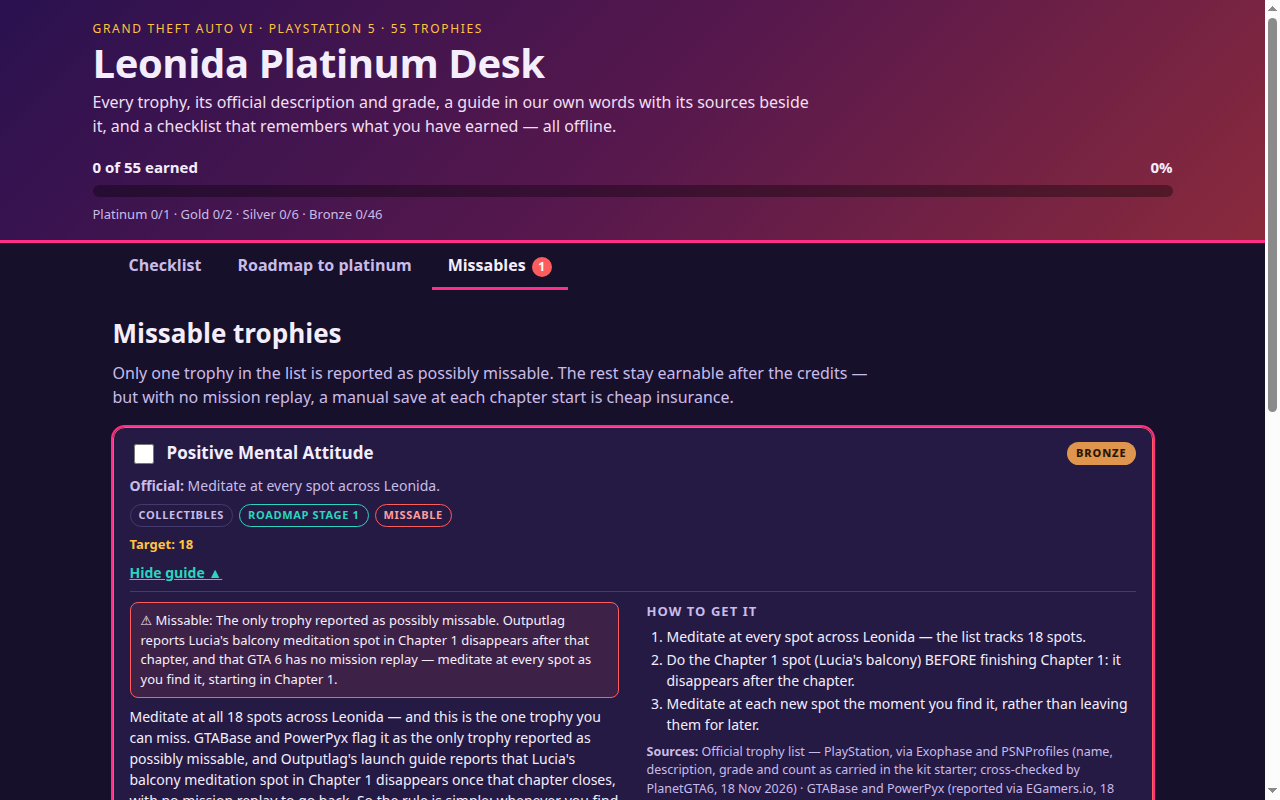 GRAND THEFT AUTO VI · PLAYSTATION 5 · 55 TROPHIES
Leonida Platinum Desk
Every trophy, its official description and grade, a guide in our own words with its sources beside
it, and a checklist that remembers what you have earned — all offline.
0 of 55 earned
0%
Platinum 0/1 · Gold 0/2 · Silver 0/6 · Bronze 0/46
Checklist
Roadmap to platinum
Missables 1
Missable trophies
Only one trophy in the list is reported as possibly missable. The rest stay earnable after the credits —
but with no mission replay, a manual save at each chapter start is cheap insurance.
Positive Mental Attitude
BRONZE
Official: Meditate at every spot across Leonida.
COLLECTIBLES
ROADMAP STAGE 1
MISSABLE
Target: 18
Hide guide ▲
⚠ Missable: The only trophy reported as possibly missable. Outputlag
reports Lucia's balcony meditation spot in Chapter 1 disappears after that
chapter, and that GTA 6 has no mission replay — meditate at every spot as
you find it, starting in Chapter 1.
Meditate at all 18 spots across Leonida — and this is the one trophy you
can miss. GTABase and PowerPyx flag it as the only trophy reported as
possibly missable, and Outputlag's launch guide reports that Lucia's
balcony meditation spot in Chapter 1 disappears once that chapter closes,
with no mission replay to go back. So the rule is simple: whenever you find
HOW TO GET IT
1. Meditate at every spot across Leonida — the list tracks 18 spots.
2. Do the Chapter 1 spot (Lucia's balcony) BEFORE finishing Chapter 1: it
disappears after the chapter.
3. Meditate at each new spot the moment you find it, rather than leaving
them for later.
Sources: Official trophy list — PlayStation, via Exophase and PSNProfiles (name,
description, grade and count as carried in the kit starter; cross-checked by
PlanetGTA6, 18 Nov 2026) · GTABase and PowerPyx (reported via EGamers.io, 18